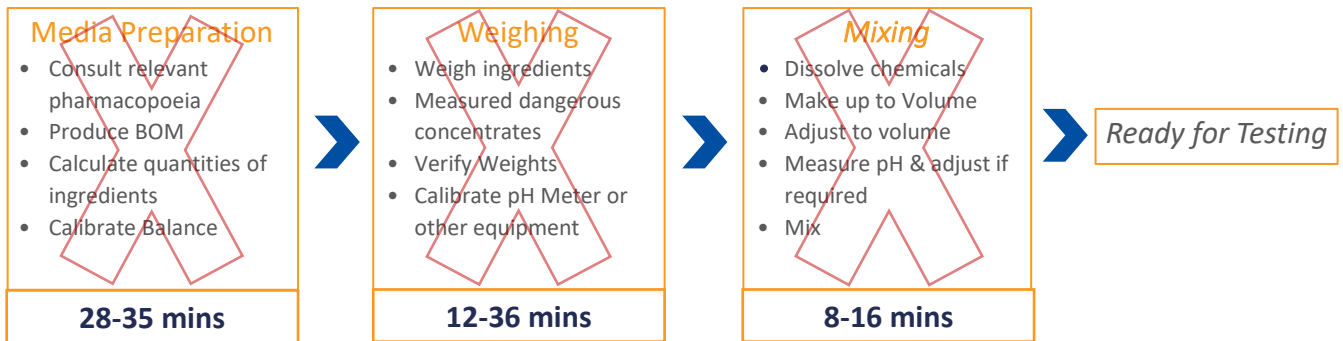 Media Preparation
• Consult relevant
pharmacopoeia
• Produce BOM
• Calculate quantities of
ingredients
• Calibrate Balance
28-35 mins
Weighing
• Weigh ingredients
• Measured dangerous
concentrates
• Verify Weights
• Calibrate pH Meter or
other equipment
12-36 mins
Mixing
• Dissolve chemicals
• Make up to Volume
• Adjust to volume
• Measure pH & adjust if
required
• Mix
8-16 mins
Ready for Testing